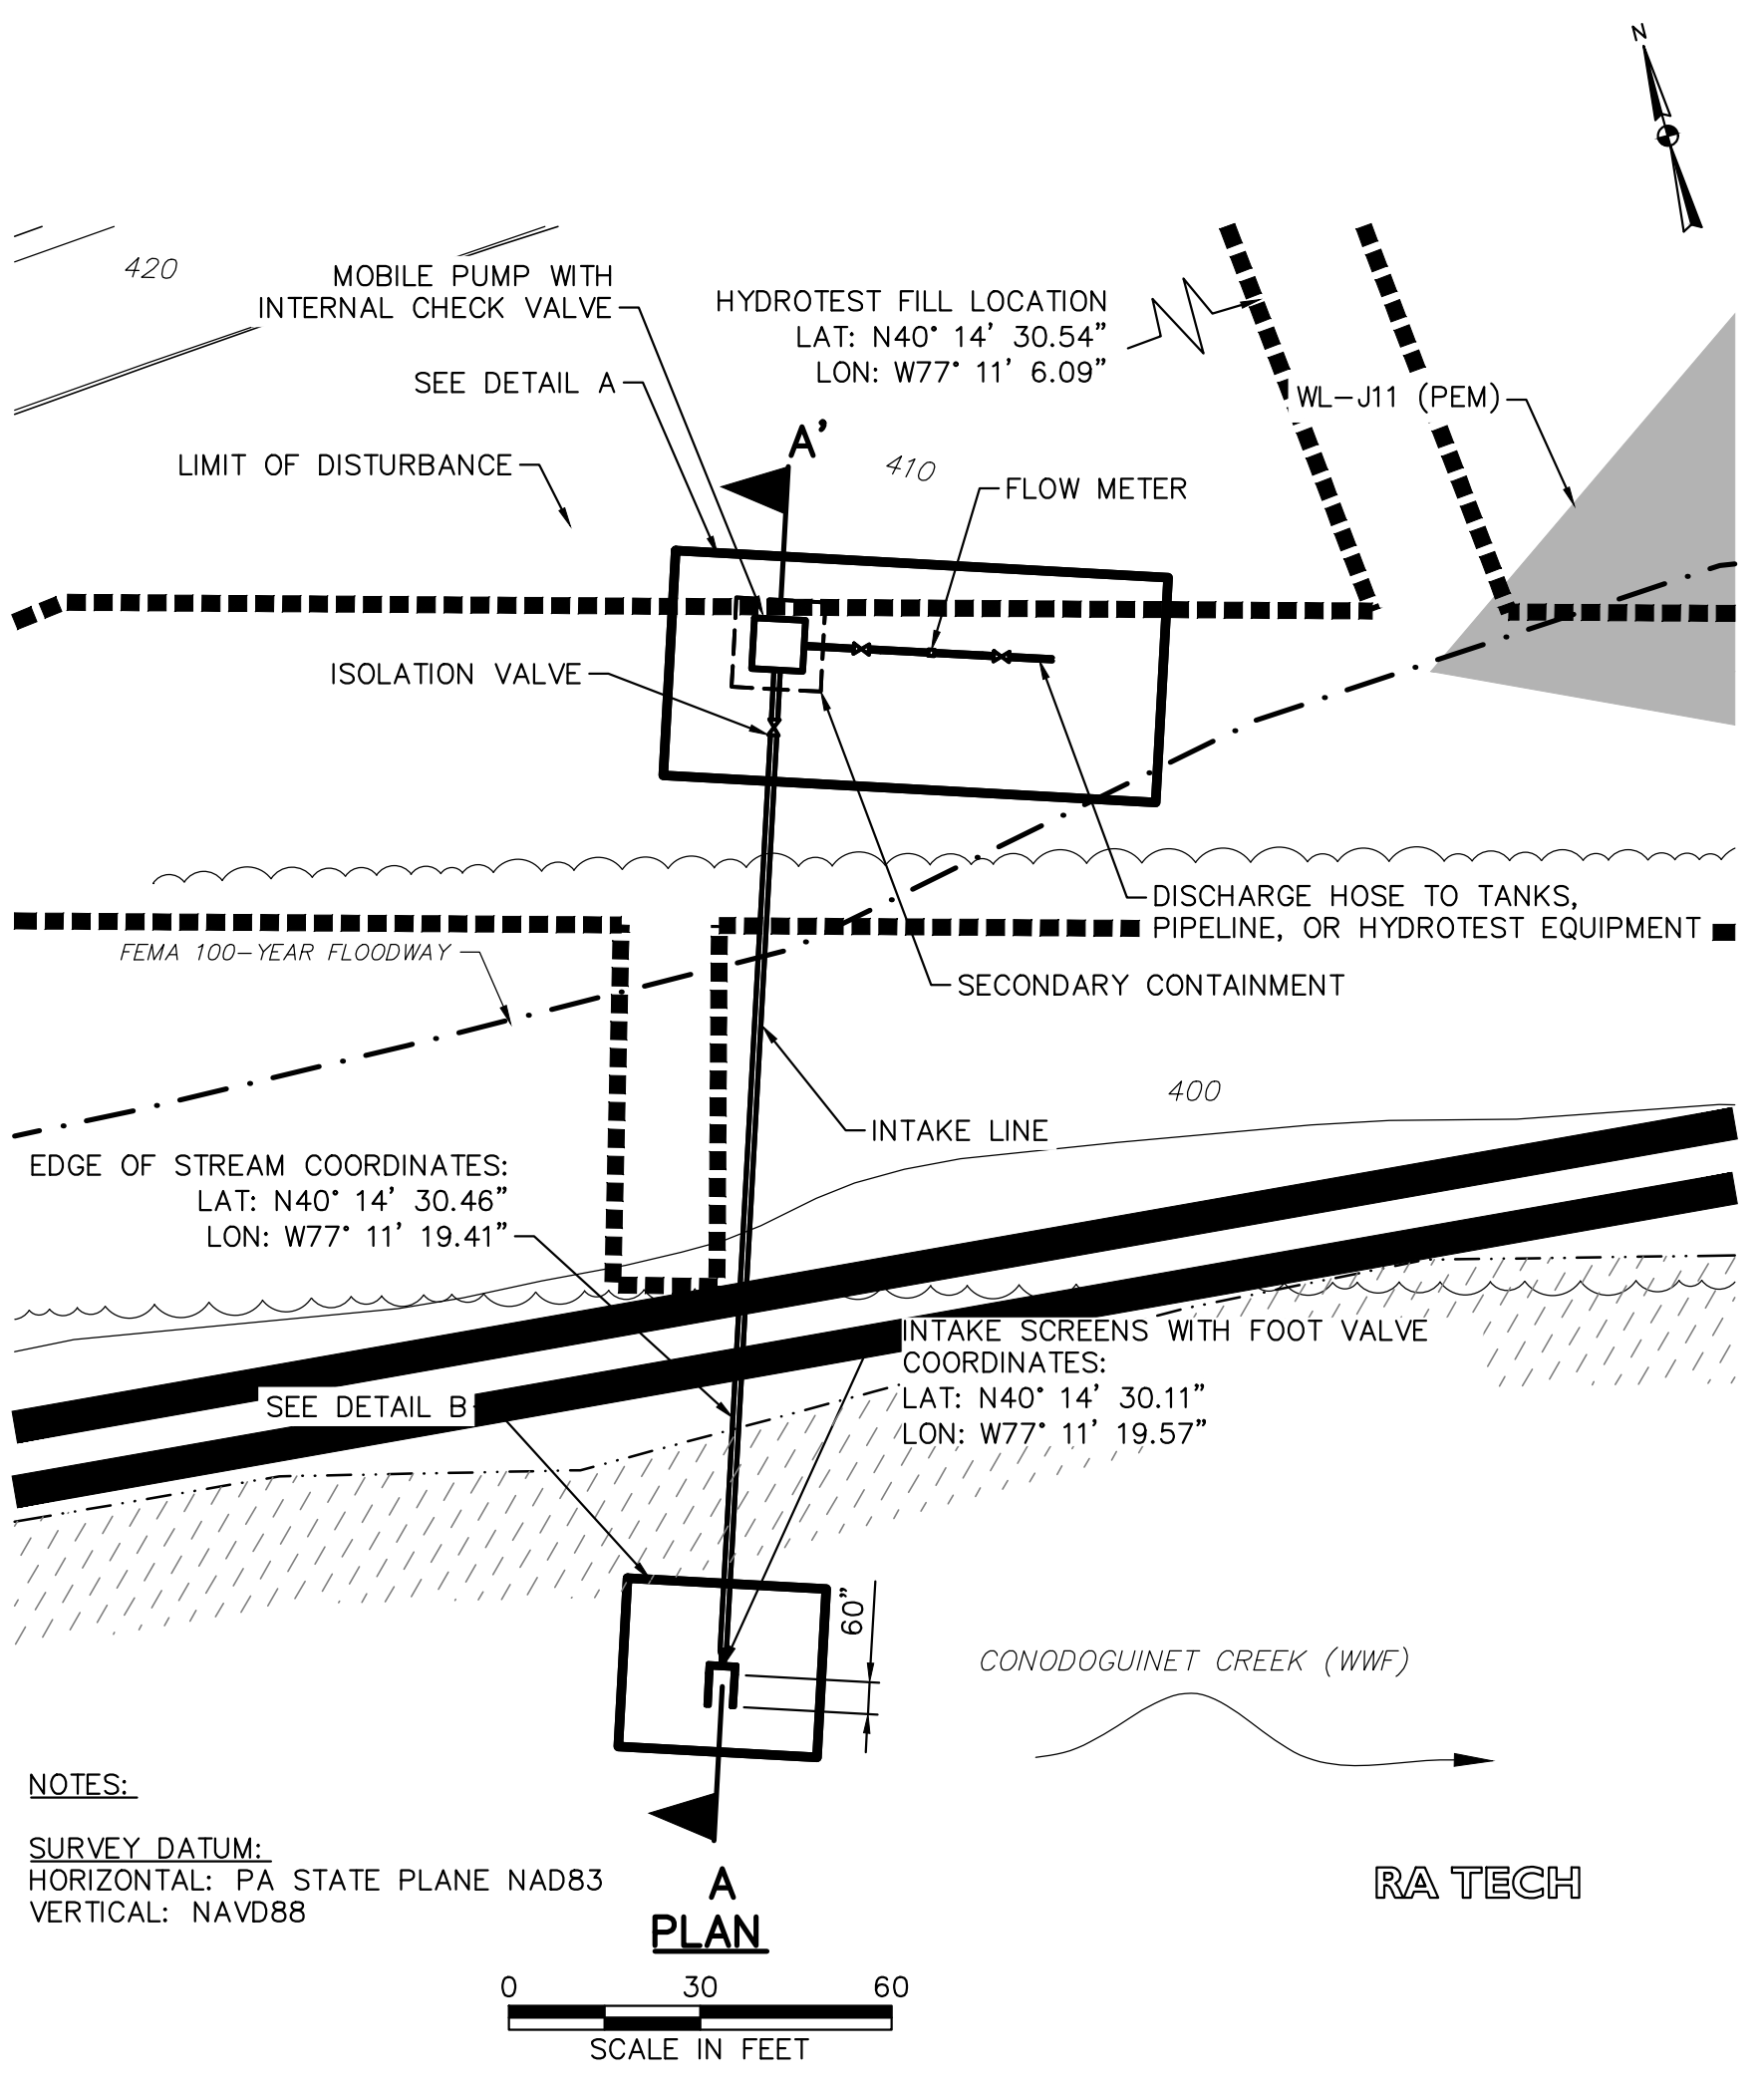 N
420
MOBILE PUMP WITH
INTERNAL CHECK VALVE
HYDROTEST FILL LOCATION
LAT: N40° 14' 30.54"
LON: W77° 11' 6.09"
SEE DETAIL A
WL-J11 (PEM)
A'
LIMIT OF DISTURBANCE
410
FLOW METER
ISOLATION VALVE
DISCHARGE HOSE TO TANKS,
PIPELINE, OR HYDROTEST EQUIPMENT
FEMA 100-YEAR FLOODWAY
SECONDARY CONTAINMENT
400
INTAKE LINE
EDGE OF STREAM COORDINATES:
LAT: N40° 14' 30.46"
LON: W77° 11' 19.41"
INTAKE SCREENS WITH FOOT VALVE
COORDINATES:
LAT: N40° 14' 30.11"
LON: W77° 11' 19.57"
SEE DETAIL B
60"
CONODOGUINET CREEK (WWF)
NOTES:
SURVEY DATUM:
HORIZONTAL: PA STATE PLANE NAD83
VERTICAL: NAVD88
A
PLAN
RA TECH
0 30 60
SCALE IN FEET